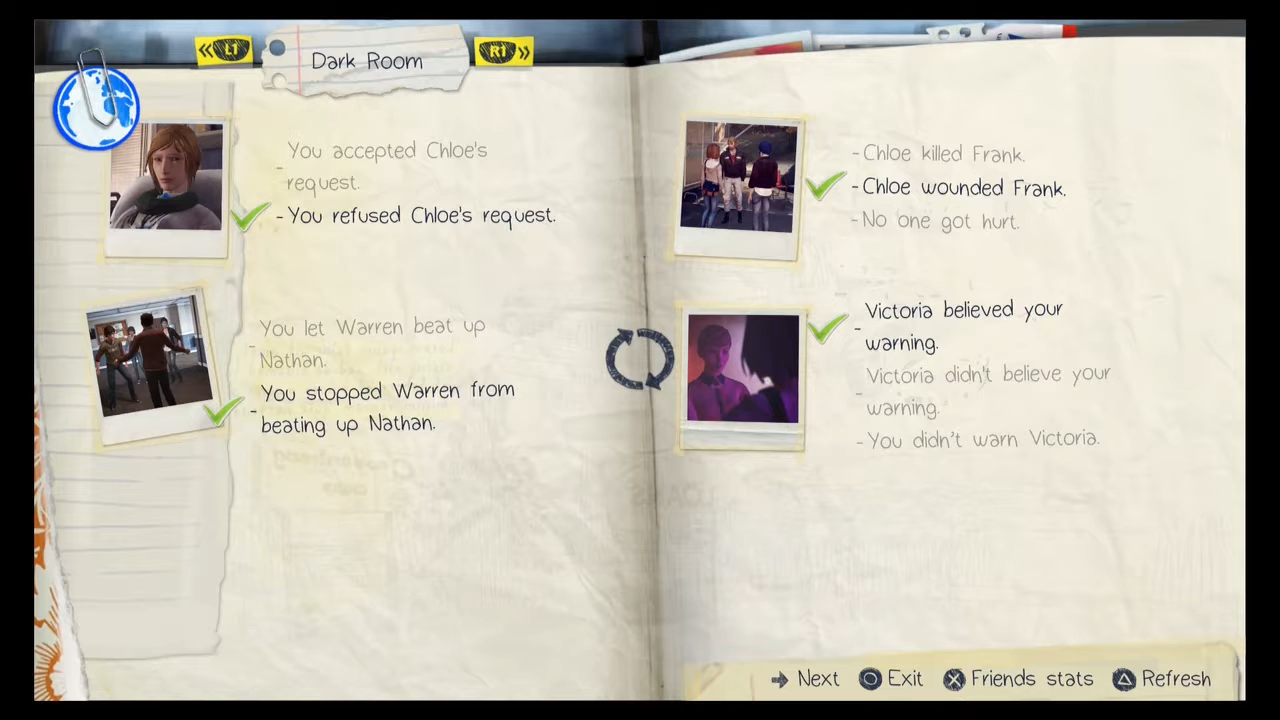 L1
Dark Room
R1
You accepted Chloe's
- request.
- You refused Chloe's request.
You let Warren beat up
- Nathan.
You stopped Warren from
- beating up Nathan.
- Chloe killed Frank.
- Chloe wounded Frank.
- No one got hurt.
Victoria believed your
- warning.
Victoria didn't believe your
- warning.
- You didn't warn Victoria.
Next Exit Friends stats Refresh